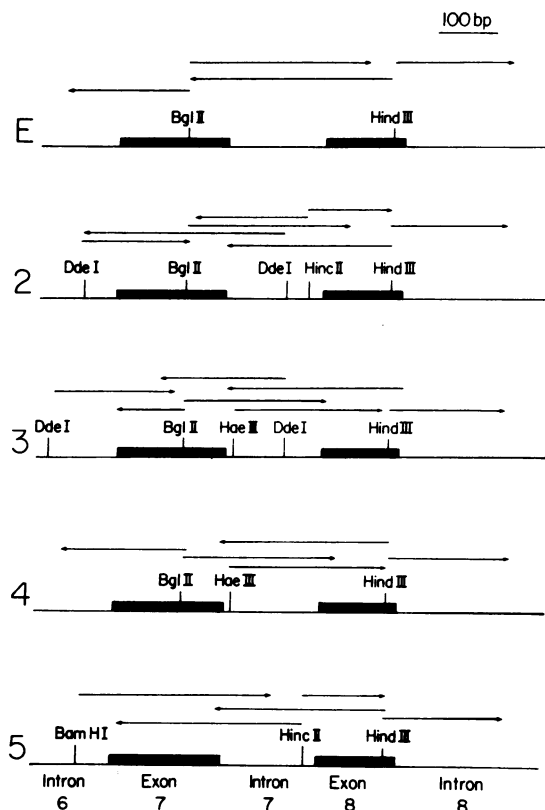 100 bp
Bgl II Hind III
E
Dde I Bgl II Dde I Hinc II Hind III
2
Dde I Bgl II Hae III Dde I Hind III
3
Bgl II Hae III Hind III
4
Bam HI Hinc II Hind III
5
Intron Exon Intron Exon Intron
6 7 7 8 8